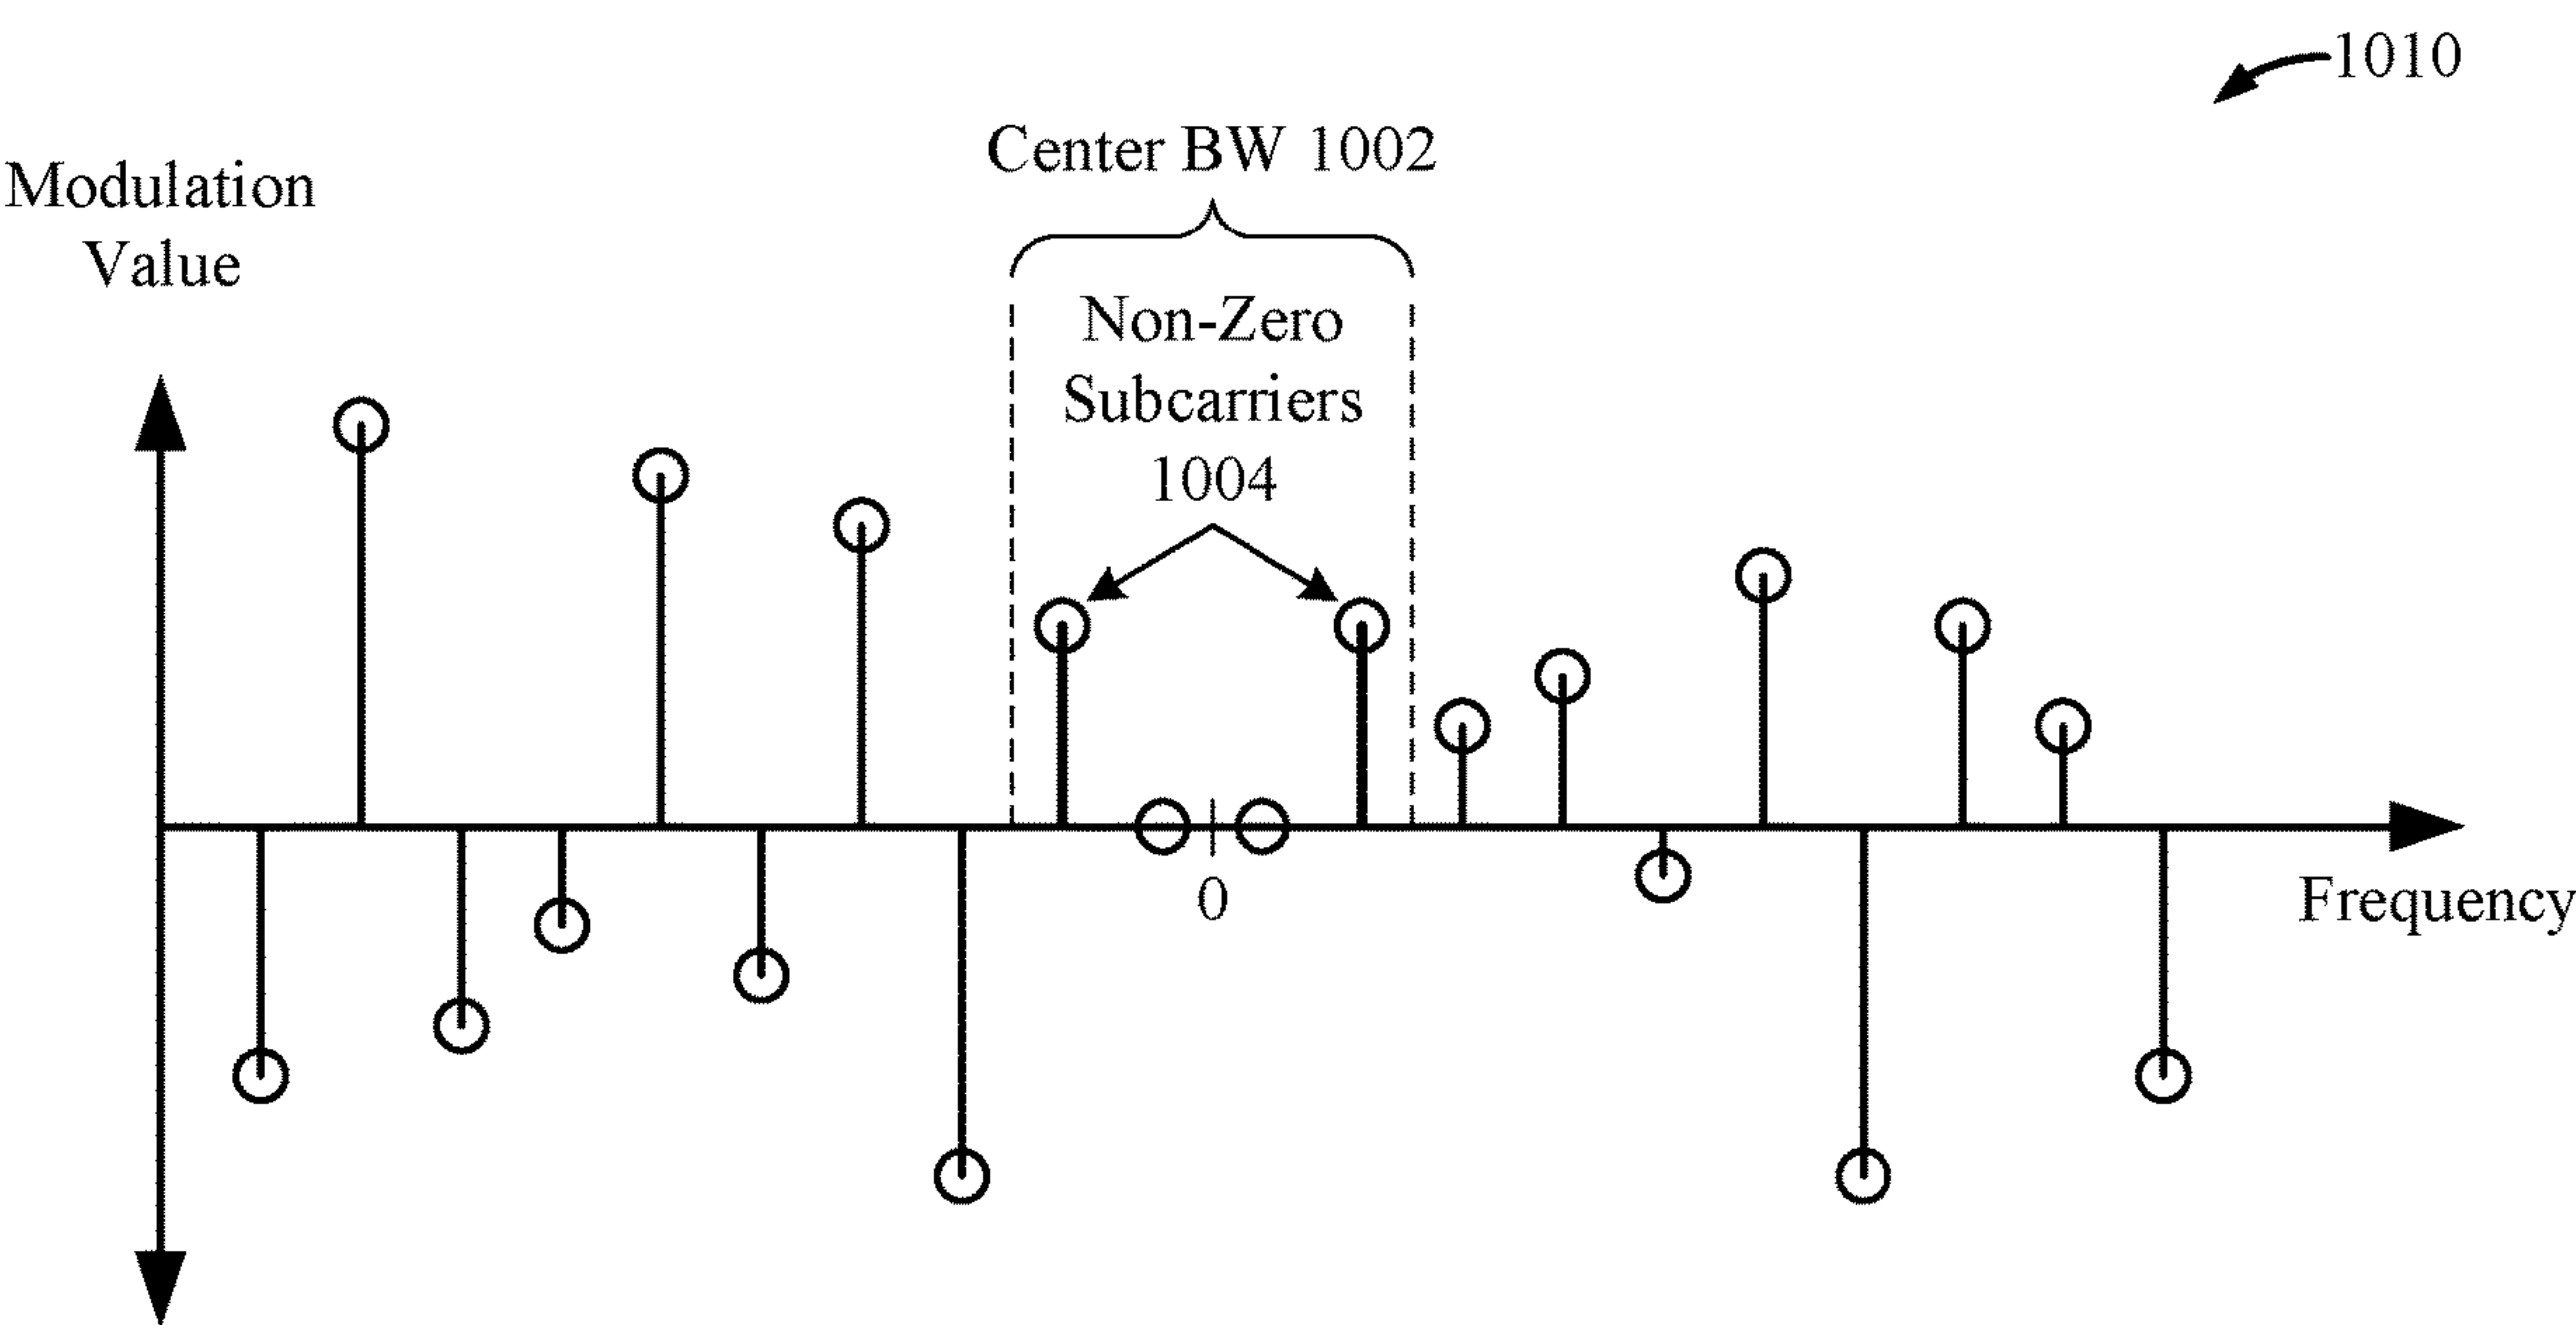 1010
Center BW 1002
Modulation
Value
Non-Zero
Subcarriers
1004
0
Frequency